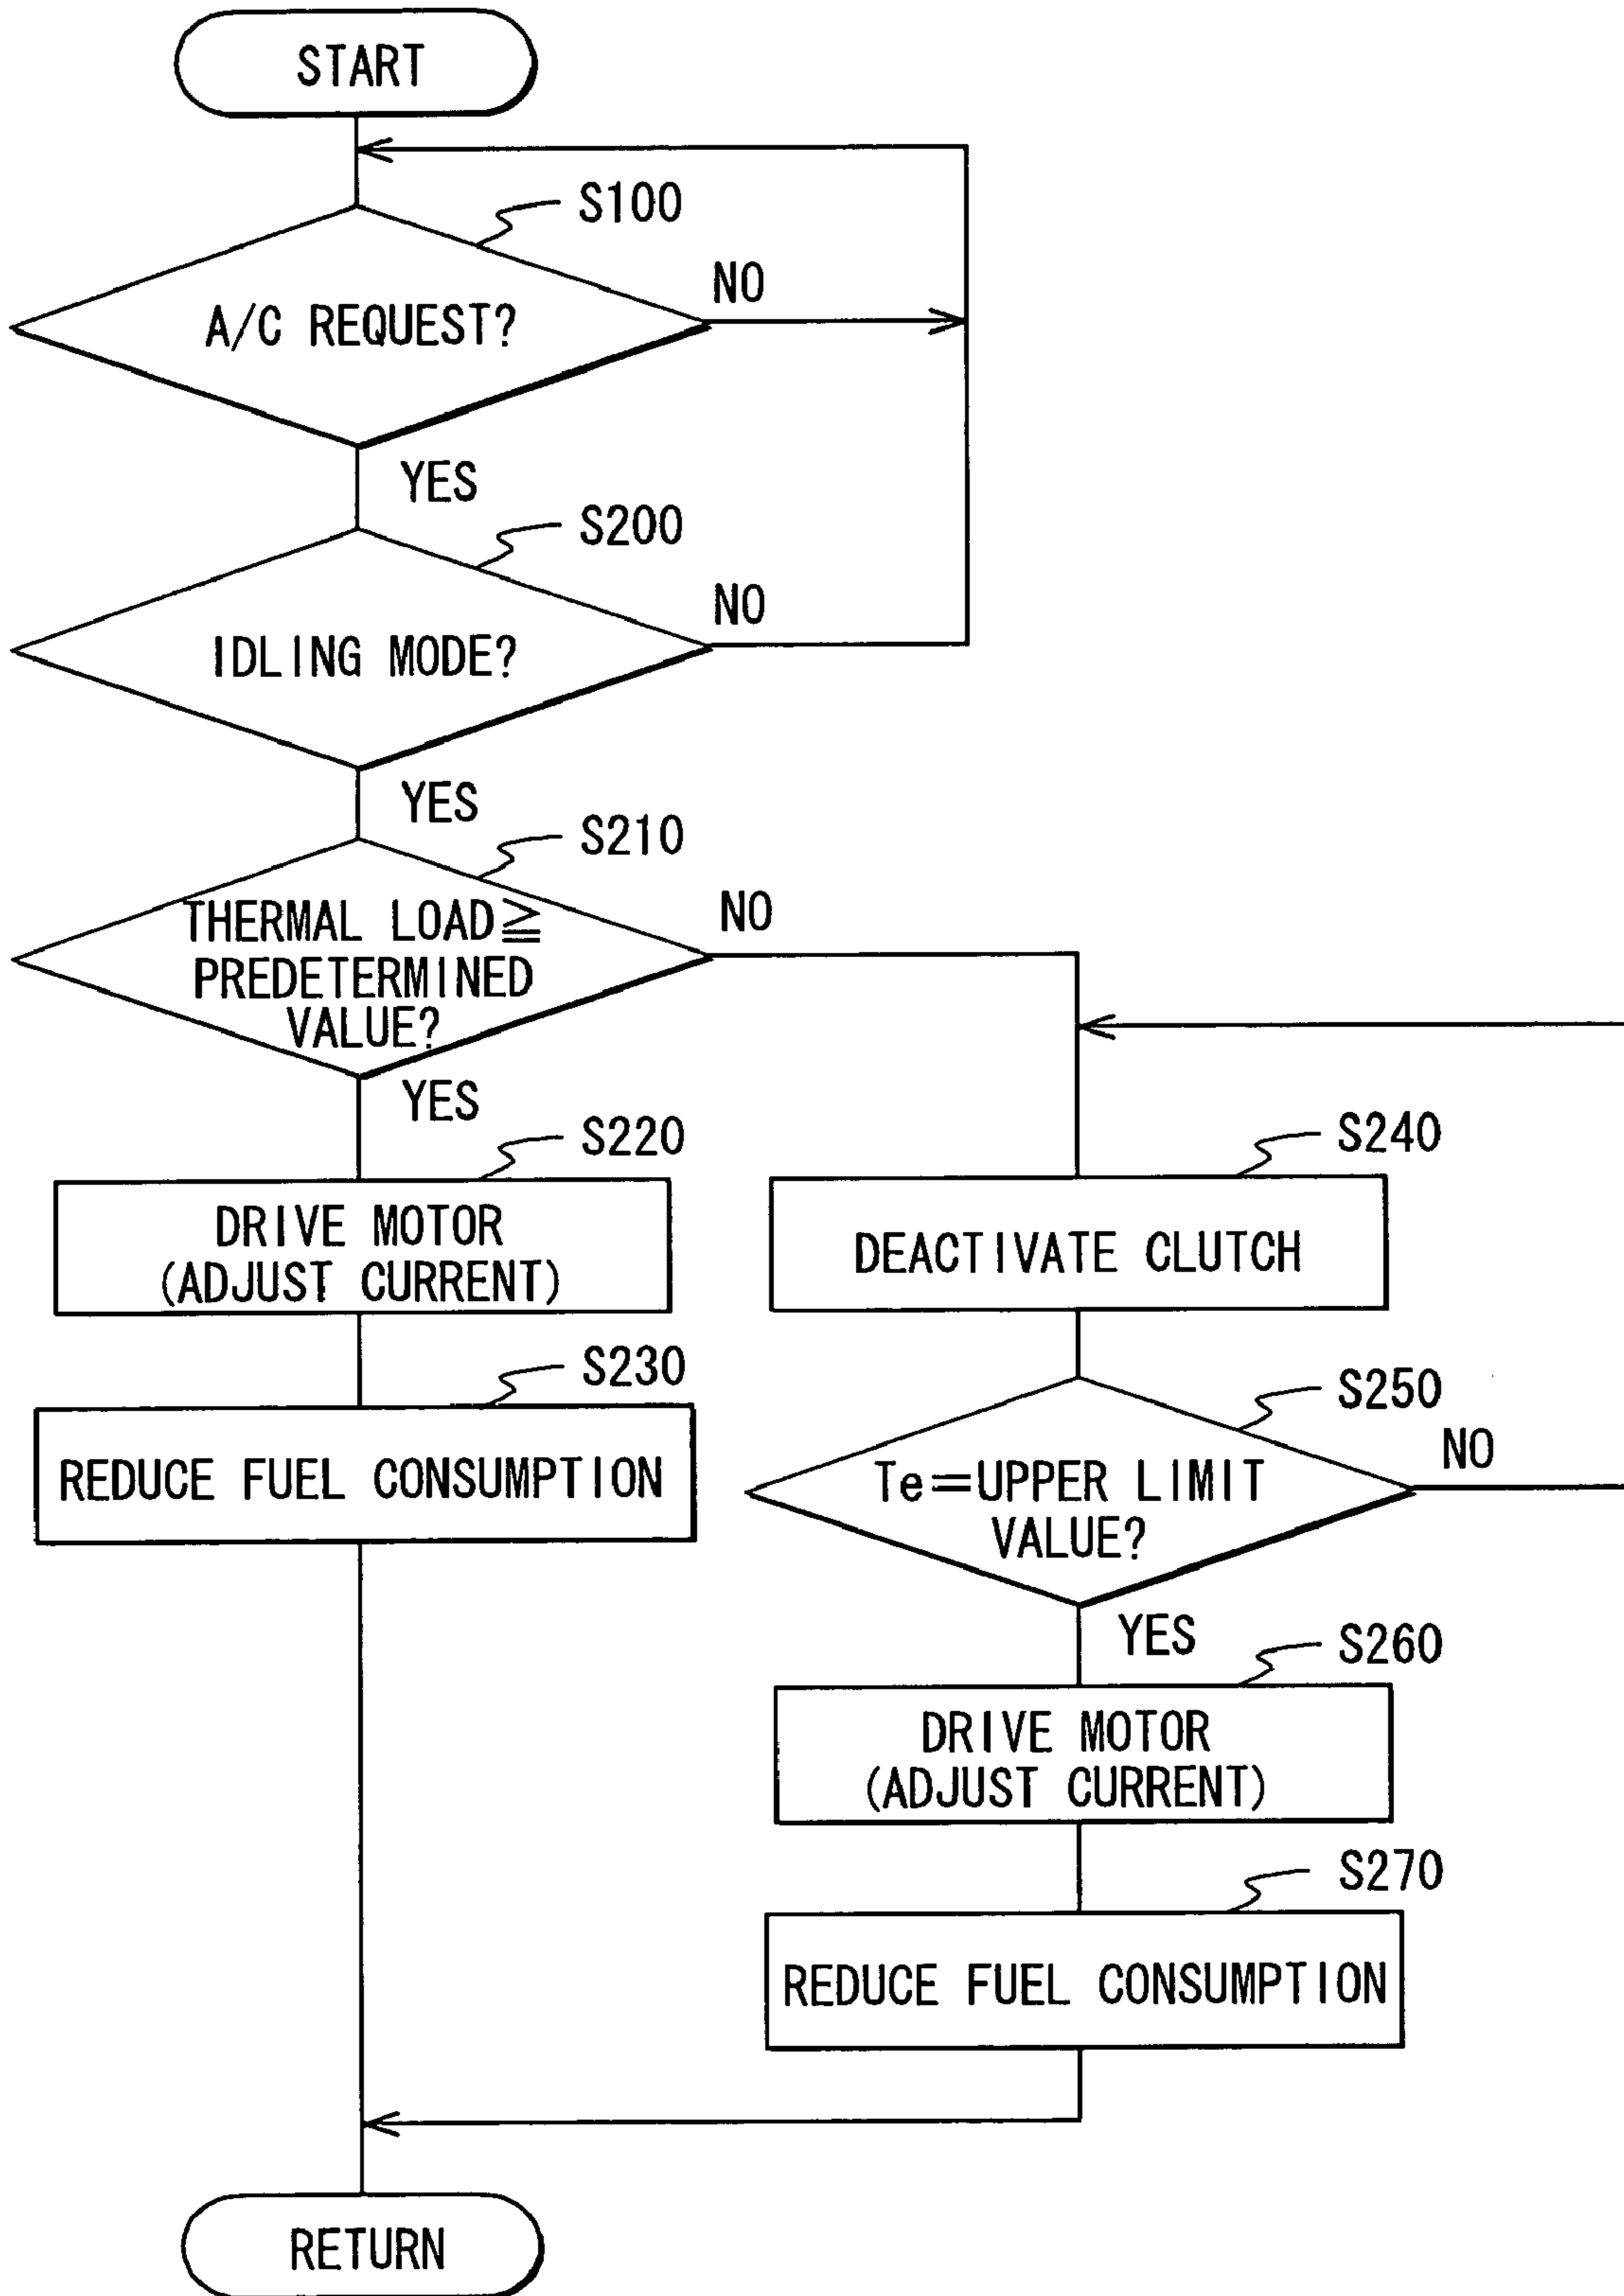 START
S100
A/C REQUEST?
NO
YES
S200
IDLING MODE?
NO
YES
S210
THERMAL LOAD≧
PREDETERMINED
VALUE?
NO
YES
S220
DRIVE MOTOR
(ADJUST CURRENT)
S230
REDUCE FUEL CONSUMPTION
S240
DEACTIVATE CLUTCH
S250
Te=UPPER LIMIT
VALUE?
NO
YES
S260
DRIVE MOTOR
(ADJUST CURRENT)
S270
REDUCE FUEL CONSUMPTION
RETURN